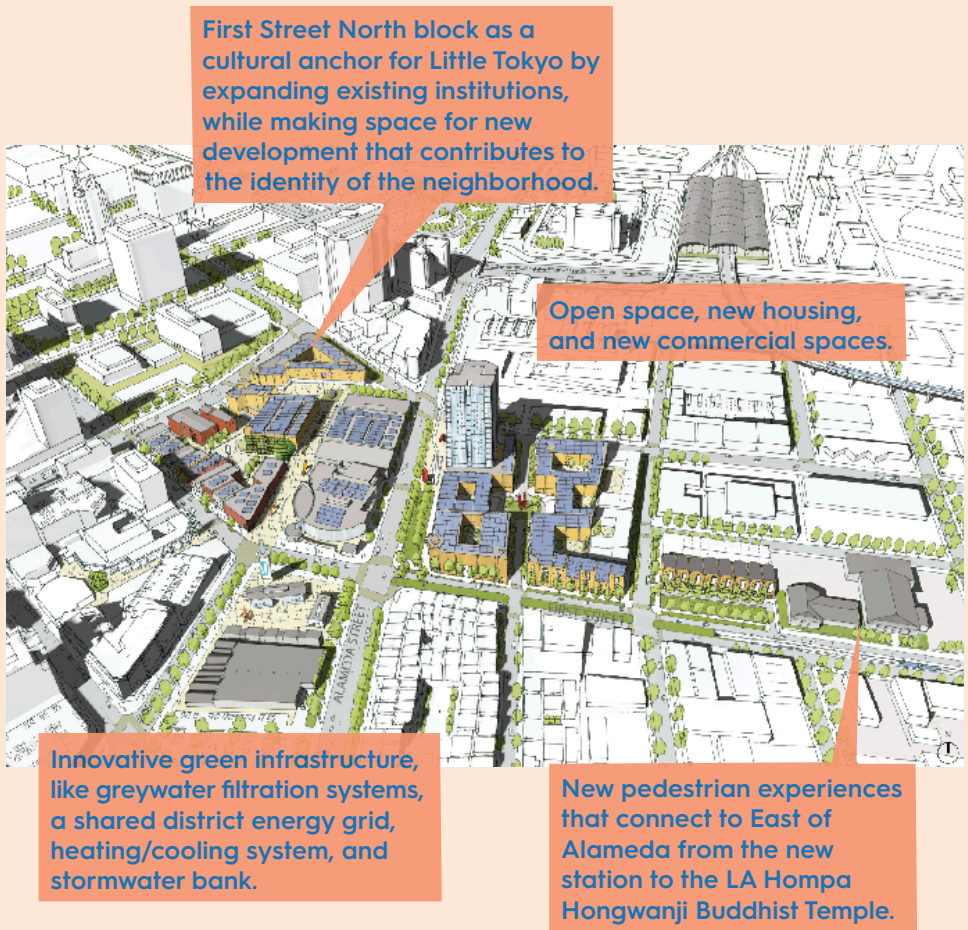 First Street North block as a
cultural anchor for Little Tokyo by
expanding existing institutions,
while making space for new
development that contributes to
the identity of the neighborhood.
Open space, new housing,
and new commercial spaces.
FIRST STREET
ALAMEDA STREET
N
Innovative green infrastructure,
like greywater filtration systems,
a shared district energy grid,
heating/cooling system, and
stormwater bank.
New pedestrian experiences
that connect to East of
Alameda from the new
station to the LA Hompa
Hongwanji Buddhist Temple.